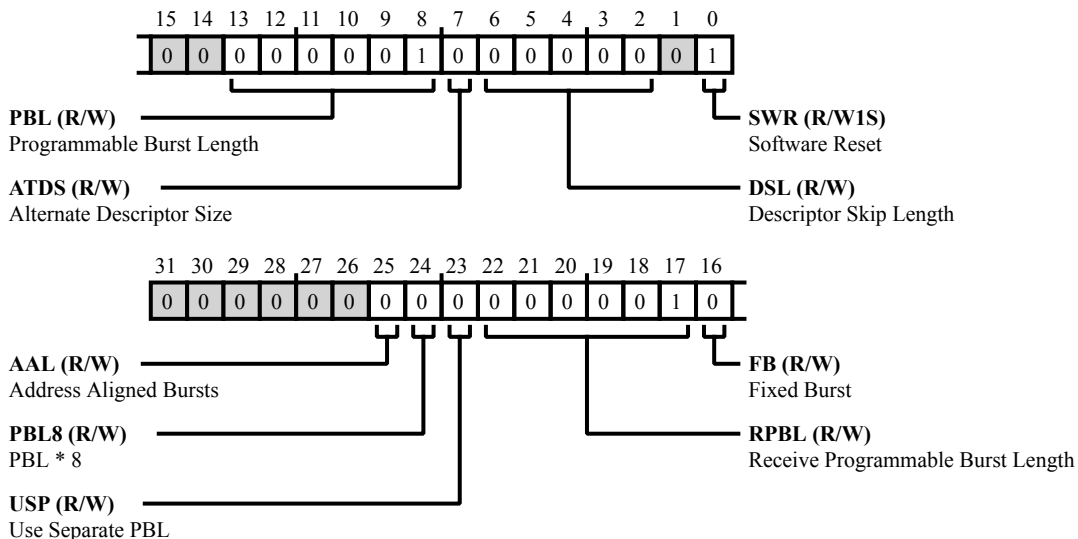 15 14 13 12 11 10 9 8 7 6 5 4 3 2 1 0
0 0 0 0 0 0 0 1 0 0 0 0 0 0 0 1
PBL (R/W)
Programmable Burst Length
SWR (R/W1S)
Software Reset
ATDS (R/W)
Alternate Descriptor Size
DSL (R/W)
Descriptor Skip Length
31 30 29 28 27 26 25 24 23 22 21 20 19 18 17 16
0 0 0 0 0 0 0 0 0 0 0 0 0 0 1 0
AAL (R/W)
Address Aligned Bursts
FB (R/W)
Fixed Burst
PBL8 (R/W)
PBL * 8
RPBL (R/W)
Receive Programmable Burst Length
USP (R/W)
Use Separate PBL